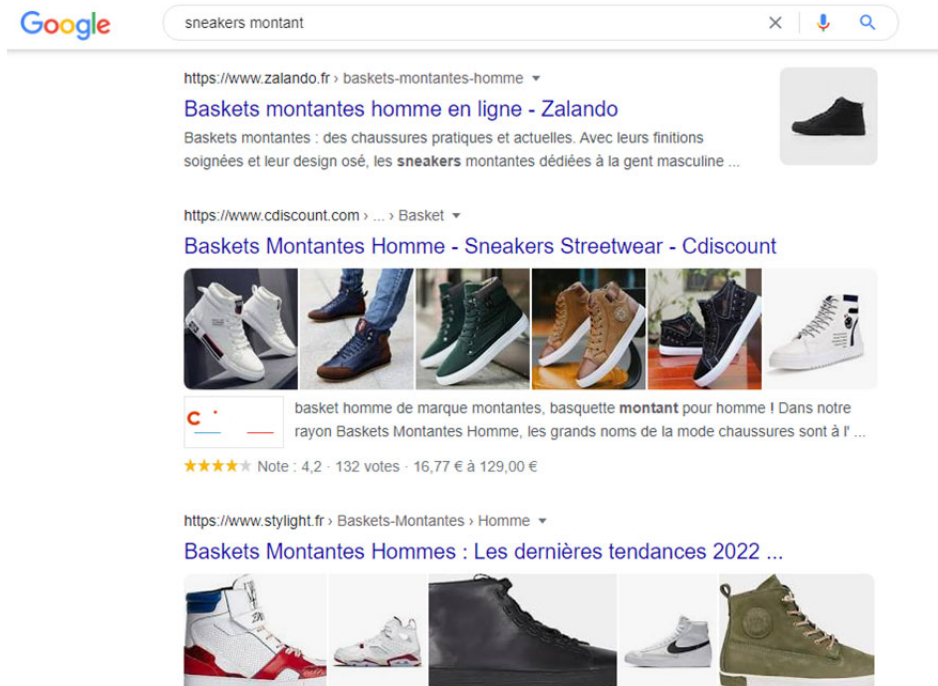 Google
sneakers montant
https://www.zalando.fr › baskets-montantes-homme
Baskets montantes homme en ligne - Zalando
Baskets montantes : des chaussures pratiques et actuelles. Avec leurs finitions
soignées et leur design osé, les sneakers montantes dédiées à la gent masculine ...
https://www.cdiscount.com › ... › Basket
Baskets Montantes Homme - Sneakers Streetwear - Cdiscount
basket homme de marque montantes, basquette montant pour homme ! Dans notre
rayon Baskets Montantes Homme, les grands noms de la mode chaussures sont à l' ...
Note : 4,2 · 132 votes · 16,77 € à 129,00 €
https://www.stylight.fr › Baskets-Montantes › Homme
Baskets Montantes Hommes : Les dernières tendances 2022 ...